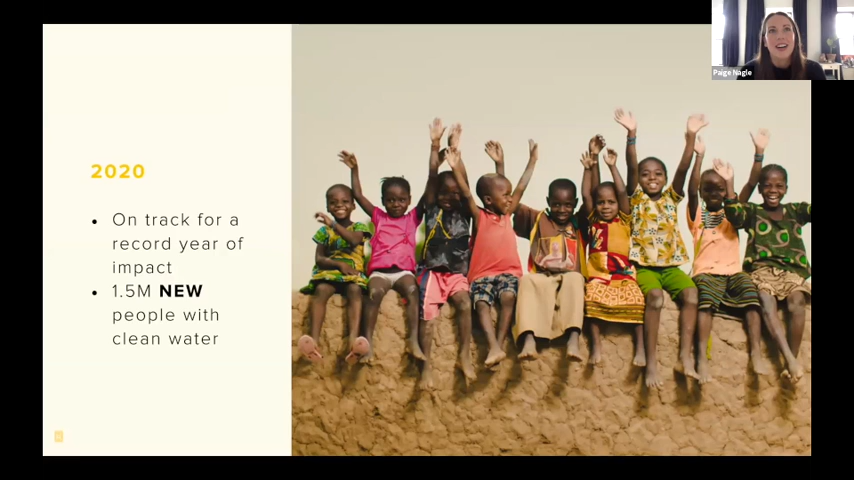 Paige Nagle
2020
• On track for a
record year of
impact
• 1.5M NEW
people with
clean water